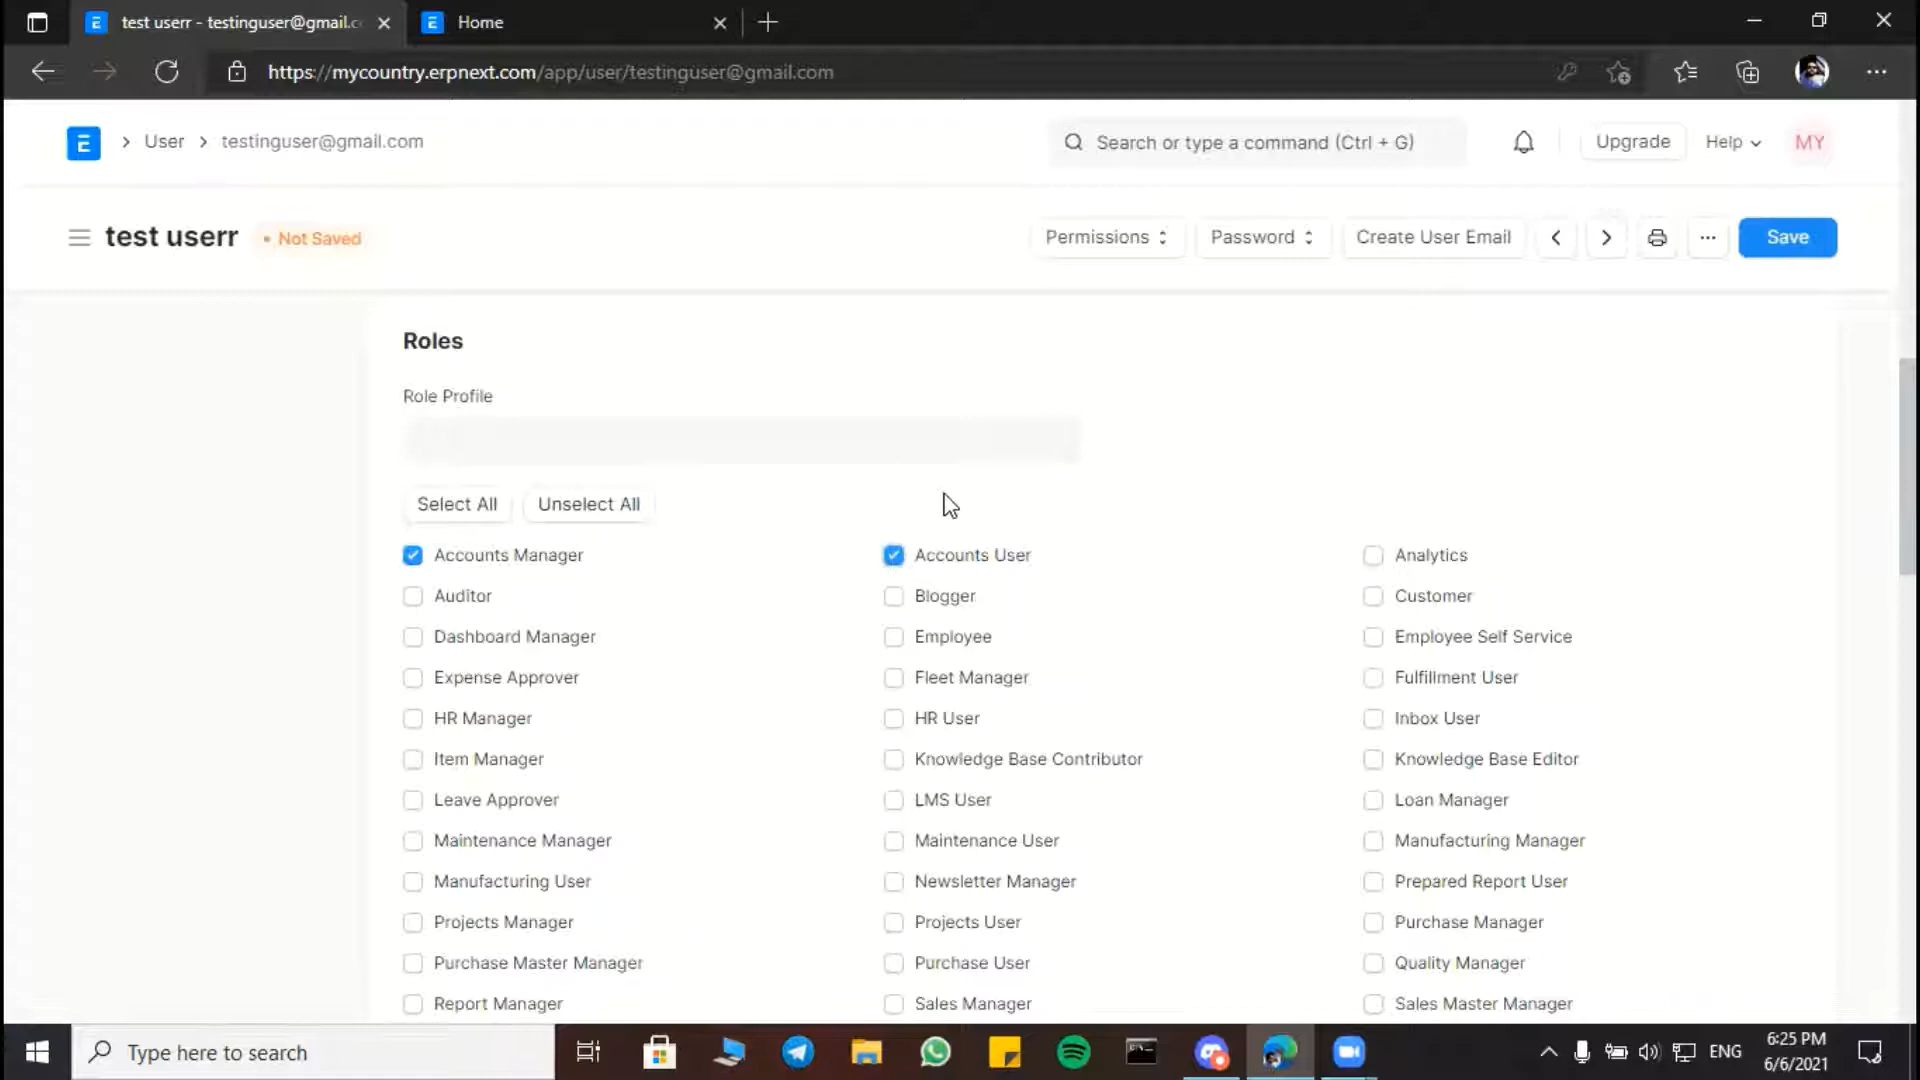 test userr - testinguser@gmail.c
Home
https://mycountry.erpnext.com/app/user/testinguser@gmail.com
E
User
testinguser@gmail.com
Search or type a command (Ctrl + G)
Upgrade
Help
MY
test userr
Not Saved
Permissions
Password
Create User Email
Save
Roles
Role Profile
Select All
Unselect All
Accounts Manager
Accounts User
Analytics
Auditor
Blogger
Customer
Dashboard Manager
Employee
Employee Self Service
Expense Approver
Fleet Manager
Fulfillment User
HR Manager
HR User
Inbox User
Item Manager
Knowledge Base Contributor
Knowledge Base Editor
Leave Approver
LMS User
Loan Manager
Maintenance Manager
Maintenance User
Manufacturing Manager
Manufacturing User
Newsletter Manager
Prepared Report User
Projects Manager
Projects User
Purchase Manager
Purchase Master Manager
Purchase User
Quality Manager
Report Manager
Sales Manager
Sales Master Manager
Type here to search
ENG
6:25 PM
6/6/2021